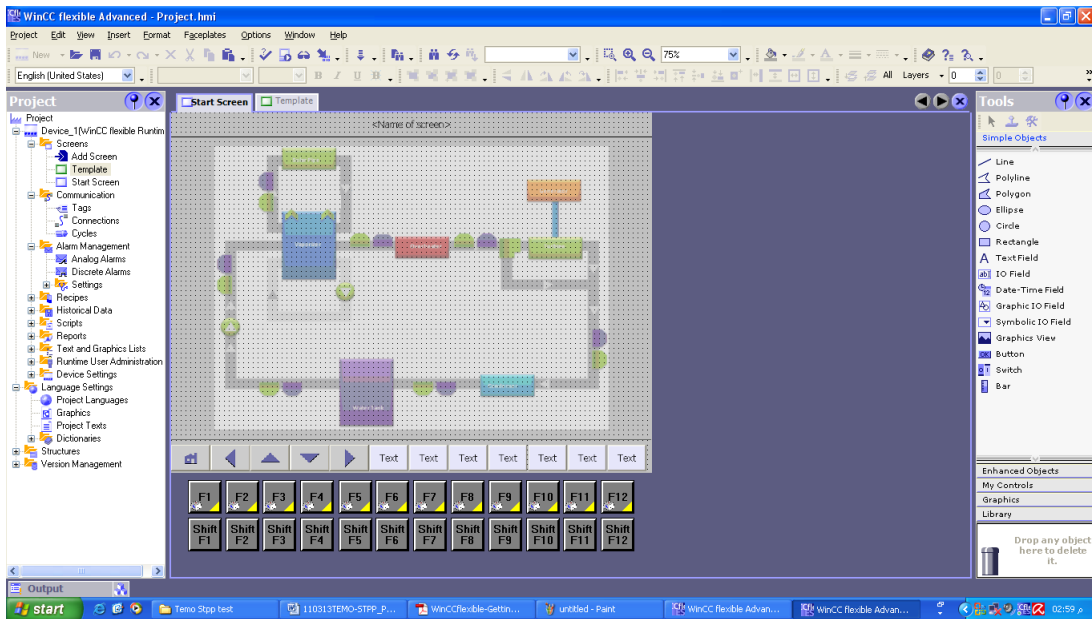 WinCC flexible Advanced - Project.hmi
Project Edit View Insert Format Faceplates Options Window Help
New 75%
English (United States) B I U B All Layers - 0 0 »
Project
Start Screen Template
Tools
Project
Device_1(WinCC flexible Runtim
Screens
Add Screen
Template
Start Screen
Communication
Tags
Connections
Cycles
Alarm Management
Analog Alarms
Discrete Alarms
Settings
Recipes
Historical Data
Scripts
Reports
Text and Graphics Lists
Runtime User Administration
Device Settings
Language Settings
Project Languages
Graphics
Project Texts
Dictionaries
Structures
Version Management
<Name of screen>
Text Text Text Text Text Text Text
F1 F2 F3 F4 F5 F6 F7 F8 F9 F10 F11 F12
Shift F1 Shift F2 Shift F3 Shift F4 Shift F5 Shift F6 Shift F7 Shift F8 Shift F9 Shift F10 Shift F11 Shift F12
Simple Objects
Line
Polyline
Polygon
Ellipse
Circle
Rectangle
A TextField
IO Field
Date-Time Field
Graphic IO Field
Symbolic IO Field
Graphics View
Button
Switch
Bar
Enhanced Objects
My Controls
Graphics
Library
Drop any object
here to delete
it.
Output
start Temo Stpp test 110313TEMO-STPP_P... WinCCflexible-Gettin... untitled - Paint WinCC flexible Advan... WinCC flexible Advan... 02:59 م